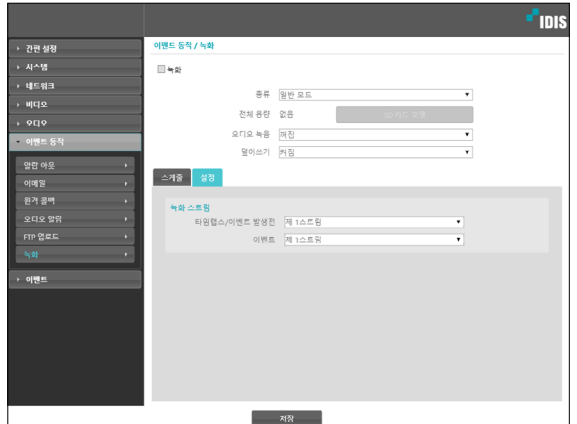 IDIS
간편 설정
시스템
네트워크
비디오
오디오
이벤트 동작
알람 아웃
이메일
원격 콜백
오디오 알람
FTP 업로드
녹화
이벤트
이벤트 동작 / 녹화
녹화
종류 일반 모드
전체 용량 없음 SD 카드 포맷
오디오 녹음 꺼짐
덮어쓰기 켜짐
스케줄 설정
녹화 스트림
타임랩스/이벤트 발생전 제 1스트림
이벤트 제 1스트림
저장